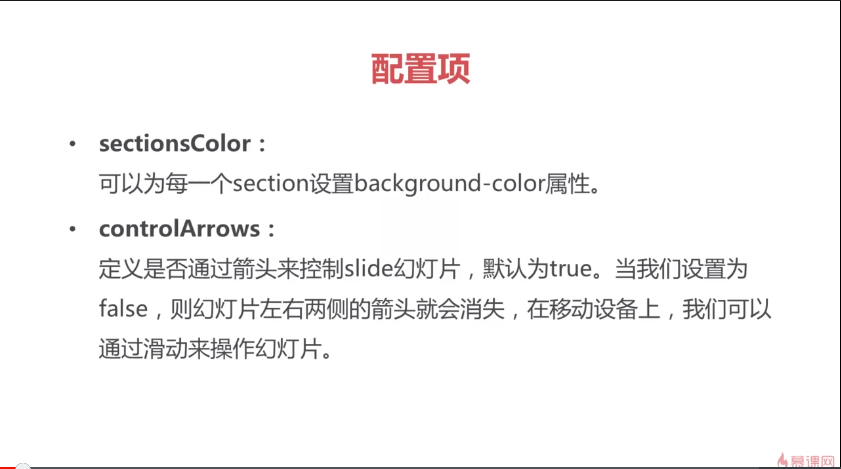 配置项
• sectionsColor：
可以为每一个section设置background-color属性。
• controlArrows：
定义是否通过箭头来控制slide幻灯片，默认为true。当我们设置为
false，则幻灯片左右两侧的箭头就会消失，在移动设备上，我们可以
通过滑动来操作幻灯片。
慕课网